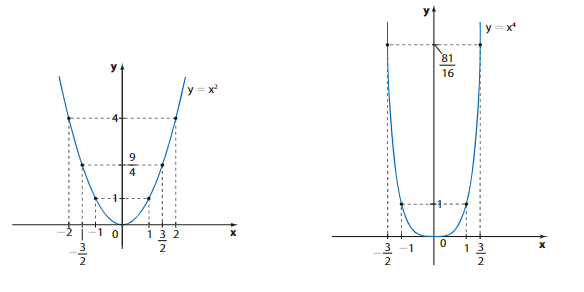 y
y = x²
4
9/4
1
-2 -3/2 -1 0 1 3/2 2 x
y
y = x⁴
81/16
1
-3/2 -1 0 1 3/2 x